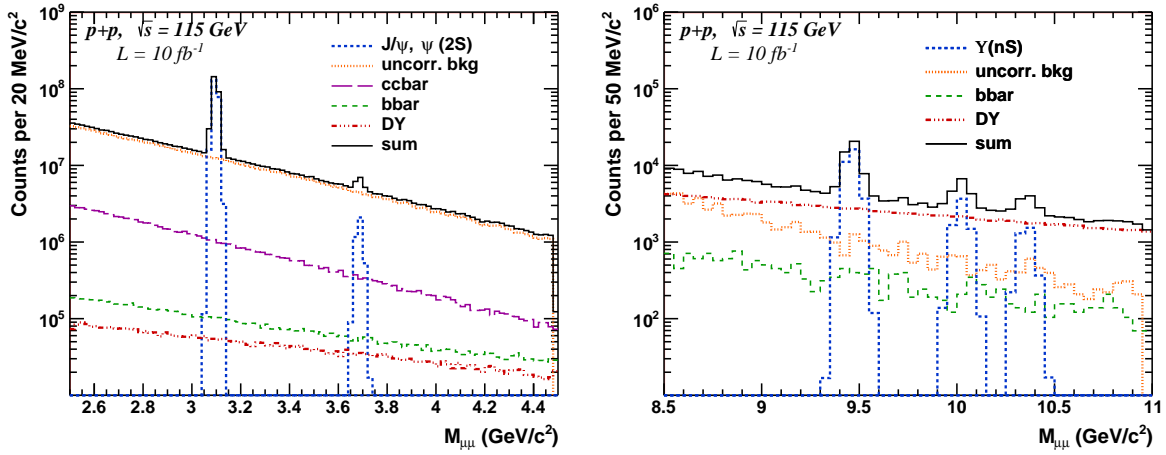 p+p, √s = 115 GeV
L = 10 fb⁻¹
J/ψ, ψ (2S)
uncorr. bkg
ccbar
bbar
DY
sum
Counts per 20 MeV/c²
10⁹
10⁸
10⁷
10⁶
10⁵
2.6 2.8 3 3.2 3.4 3.6 3.8 4 4.2 4.4
M_μμ (GeV/c²)
p+p, √s = 115 GeV
L = 10 fb⁻¹
ϒ(nS)
uncorr. bkg
bbar
DY
sum
Counts per 50 MeV/c²
10⁶
10⁵
10⁴
10³
10²
8.5 9 9.5 10 10.5 11
M_μμ (GeV/c²)